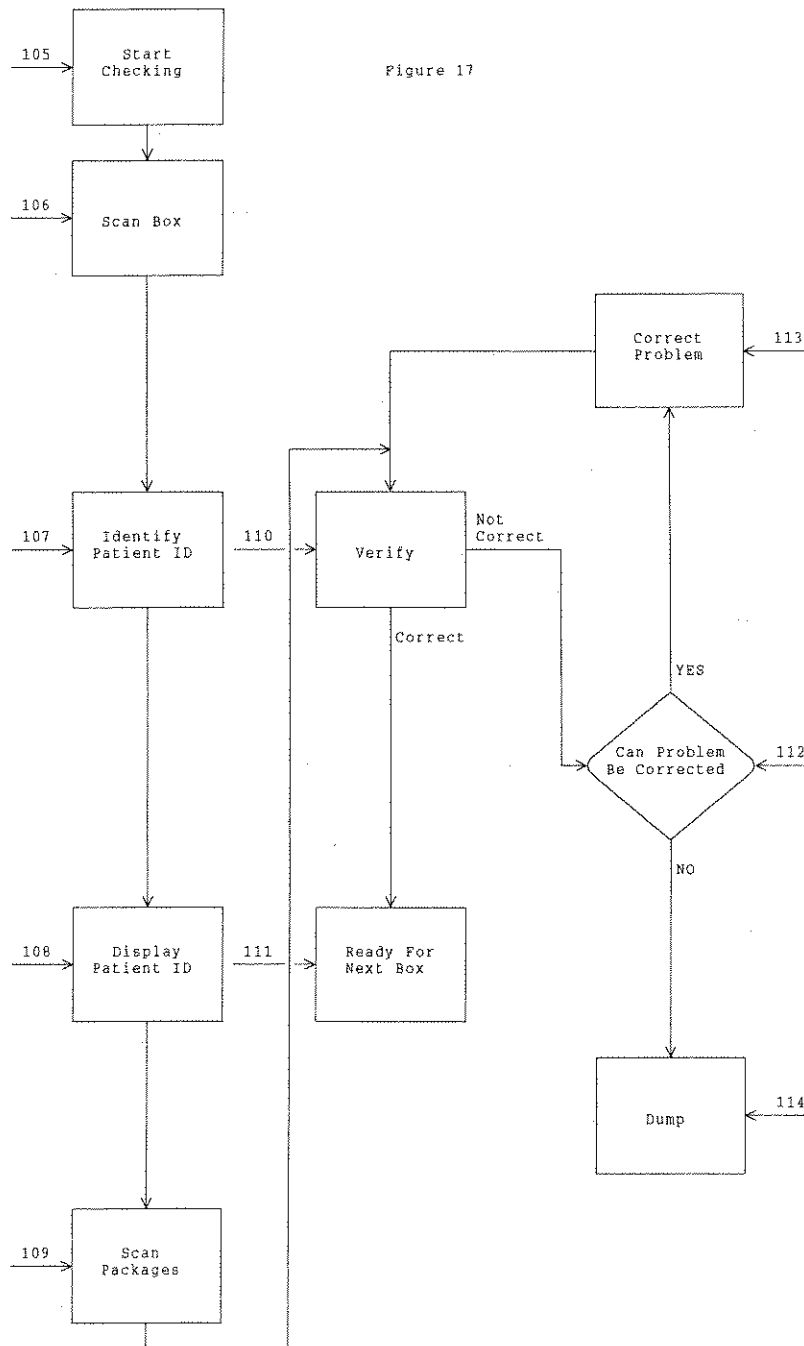 105
Start
Checking
Figure 17
106
Scan Box
Correct
Problem
113
107
Identify
Patient ID
110
Verify
Not
Correct
Correct
YES
Can Problem
Be Corrected
112
NO
108
Display
Patient ID
111
Ready For
Next Box
Dump
114
109
Scan
Packages